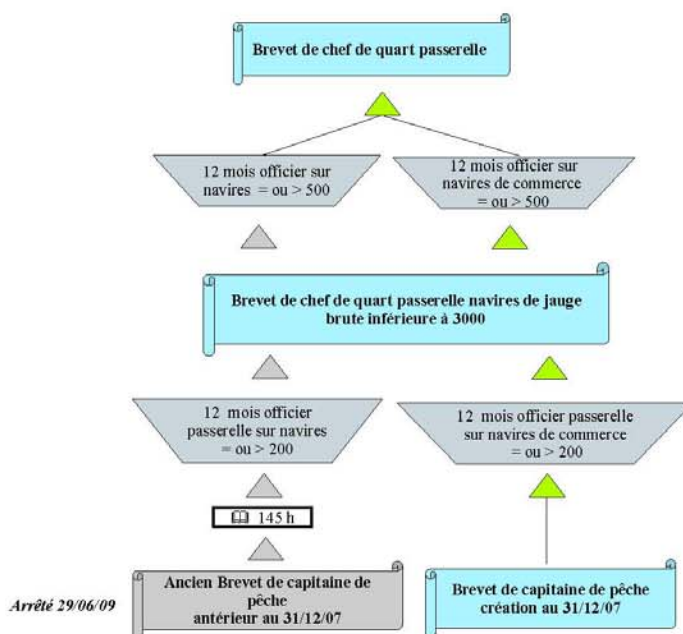 Brevet de chef de quart passerelle
12 mois officier sur
navires = ou > 500
12 mois officier sur
navires de commerce
= ou > 500
Brevet de chef de quart passerelle navires de jauge
brute inférieure à 3000
12 mois officier
passerelle sur navires
= ou > 200
12 mois officier passerelle
sur navires de commerce
= ou > 200
145 h
Arrêté 29/06/09
Ancien Brevet de capitaine de
pêche
antérieur au 31/12/07
Brevet de capitaine de pêche
création au 31/12/07